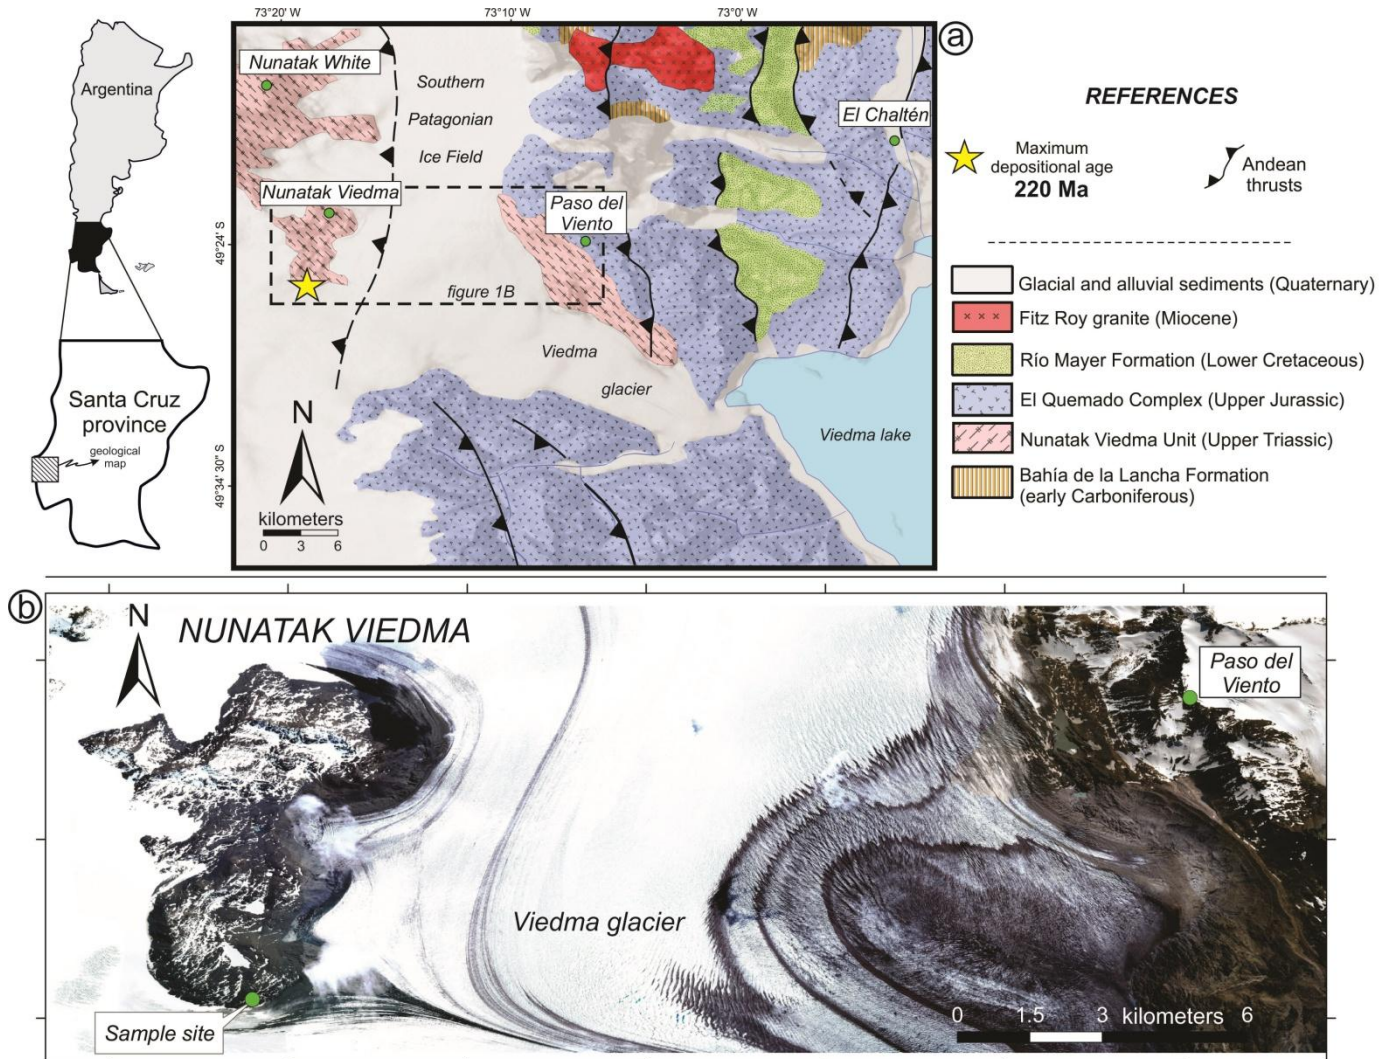 73°20' W
73°10' W
73°0' W
a
Argentina
Santa Cruz
province
geological
map
Nunatak White
Southern
Patagonian
Ice Field
El Chaltén
Nunatak Viedma
Paso del
Viento
49°24' S
figure 1B
Viedma
glacier
N
Viedma lake
49°34' 30" S
kilometers
0 3 6
REFERENCES
Maximum
depositional age
220 Ma
Andean
thrusts
Glacial and alluvial sediments (Quaternary)
Fitz Roy granite (Miocene)
Río Mayer Formation (Lower Cretaceous)
El Quemado Complex (Upper Jurassic)
Nunatak Viedma Unit (Upper Triassic)
Bahía de la Lancha Formation
(early Carboniferous)
b
N
NUNATAK VIEDMA
Paso del
Viento
Viedma glacier
Sample site
0 1.5 3 kilometers 6